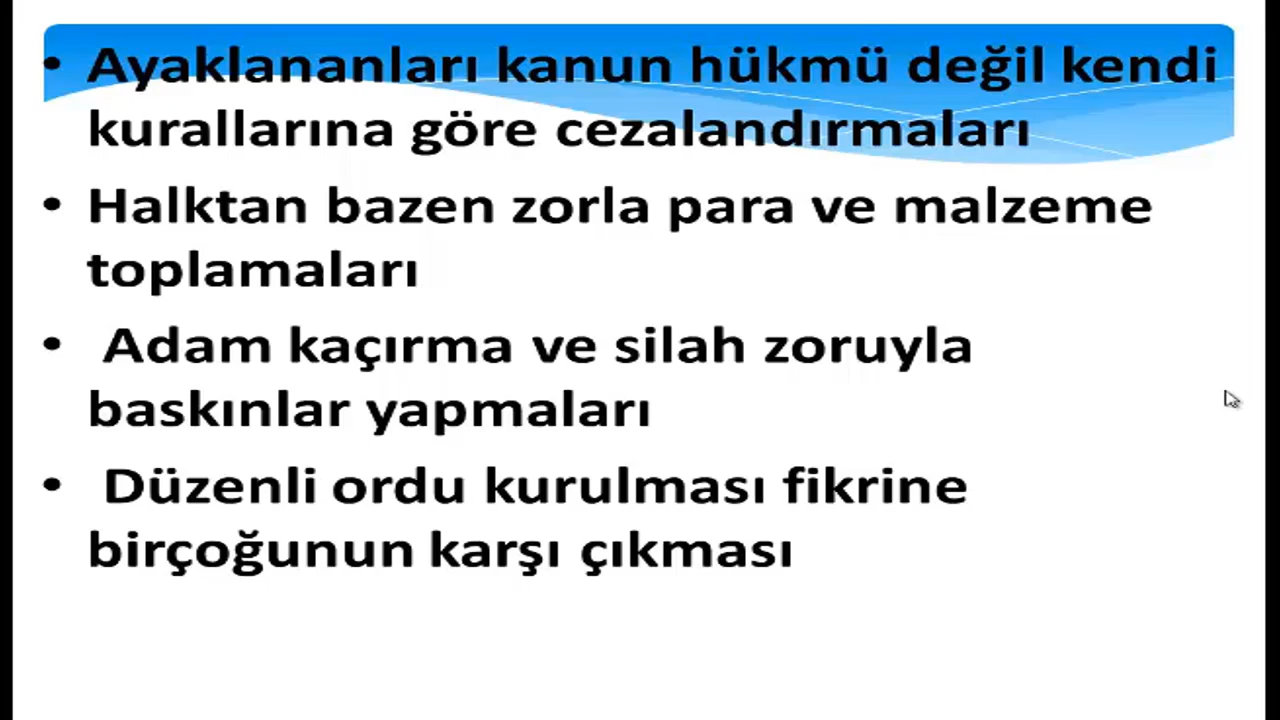 • Ayaklananları kanun hükmü değil kendi
kurallarına göre cezalandırmaları
• Halktan bazen zorla para ve malzeme
toplamaları
• Adam kaçırma ve silah zoruyla
baskınlar yapmaları
• Düzenli ordu kurulması fikrine
birçoğunun karşı çıkması